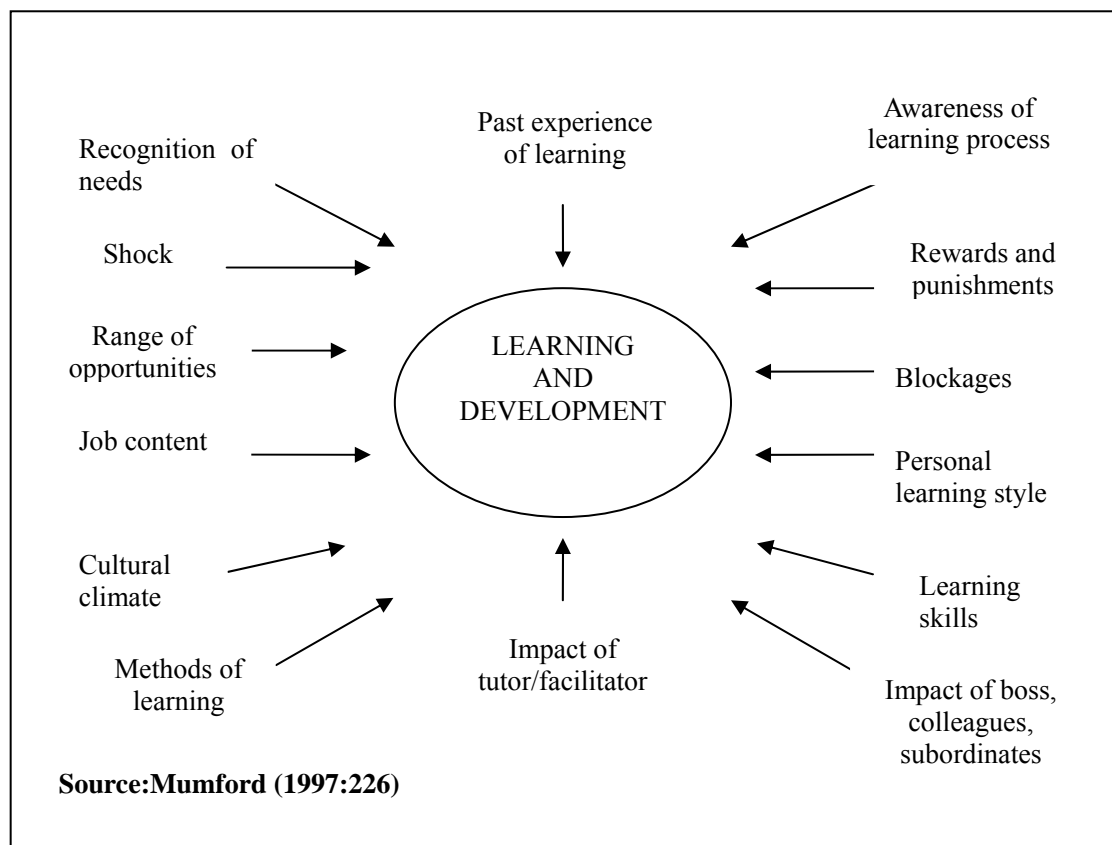 Past experience
of learning
Awareness of
learning process
Recognition of
needs
Shock
Rewards and
punishments
Range of
opportunities
LEARNING
AND
DEVELOPMENT
Blockages
Job content
Personal
learning style
Cultural
climate
Learning
skills
Methods of
learning
Impact of
tutor/facilitator
Impact of boss,
colleagues,
subordinates
Source:Mumford (1997:226)